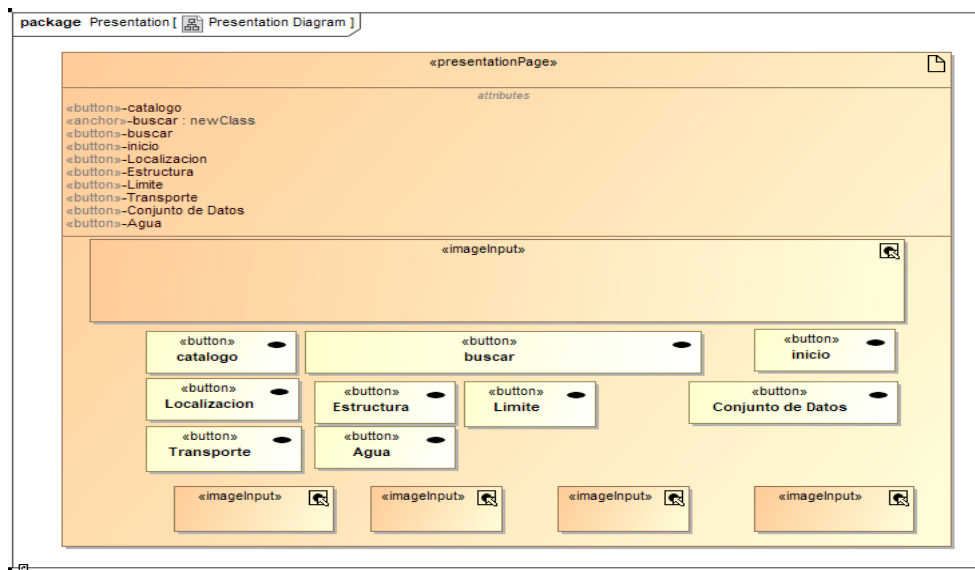 package Presentation [ Presentation Diagram ]
«presentationPage»
attributes
«button»-catalogo
«anchor»-buscar : newClass
«button»-buscar
«button»-inicio
«button»-Localizacion
«button»-Estructura
«button»-Limite
«button»-Transporte
«button»-Conjunto de Datos
«button»-Agua
«imageInput»
«button» «button» «button»
catalogo buscar inicio
«button» «button» «button» «button»
Localizacion Estructura Limite Conjunto de Datos
«button» «button»
Transporte Agua
«imageInput» «imageInput» «imageInput» «imageInput»